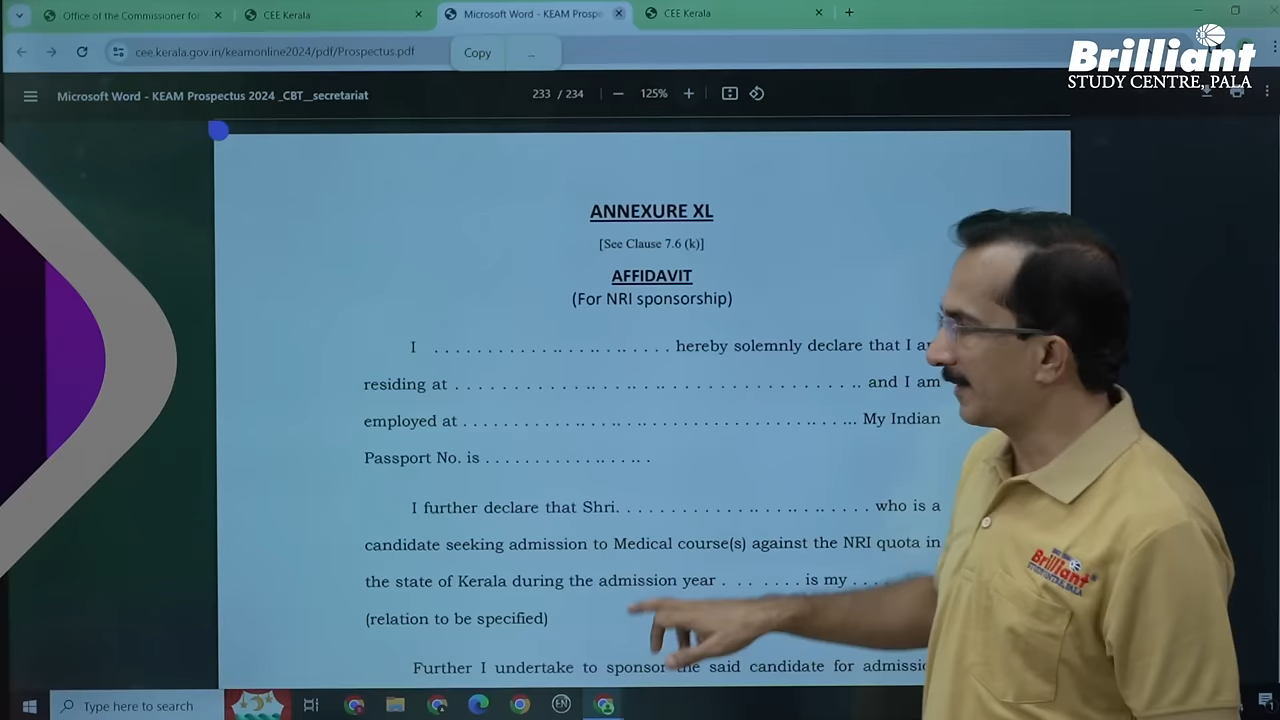 Office of the Commissioner for
CEE Kerala
Microsoft Word - KEAM Prospe
CEE Kerala
cee.kerala.gov.in/keamonline2024/pdf/Prospectus.pdf
Copy
...
Brilliant
STUDY CENTRE, PALA
Microsoft Word - KEAM Prospectus 2024 _CBT__secretariat
233 / 234
125%
ANNEXURE XL
[See Clause 7.6 (k)]
AFFIDAVIT
(For NRI sponsorship)
I . . . . . . . . . . . .. . . .. . .. . . . . . hereby solemnly declare that I
residing at . . . . . . . . . . . . .. . . .. . .. . . . . . . . . . . . . . . . . . .. and I am
employed at . . . . . . . . . . . .. . . .. . .. . . . . . . . . . . . . . . . . .. . . ... My Indian
Passport No. is . . . . . . . . . . . .. . . .. .
I further declare that Shri. . . . . . . . . . . . .. . . .. . .. . . .. . . . . who is a
candidate seeking admission to Medical course(s) against the NRI quota in
the state of Kerala during the admission year . . . . . . . . is my . . . .
(relation to be specified)
Further I undertake to sponsor the said candidate for
Brilliant
STUDY CENTRE, PALA
Type here to search
EN